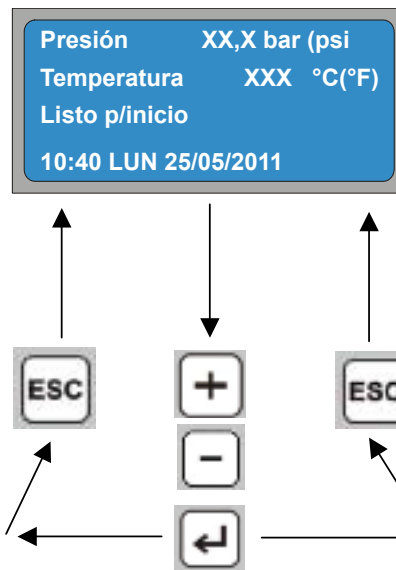 Presión XX,X bar (psi
Temperatura XXX °C(°F)
Listo p/inicio
10:40 LUN 25/05/2011
ESC + ESC
-
↵